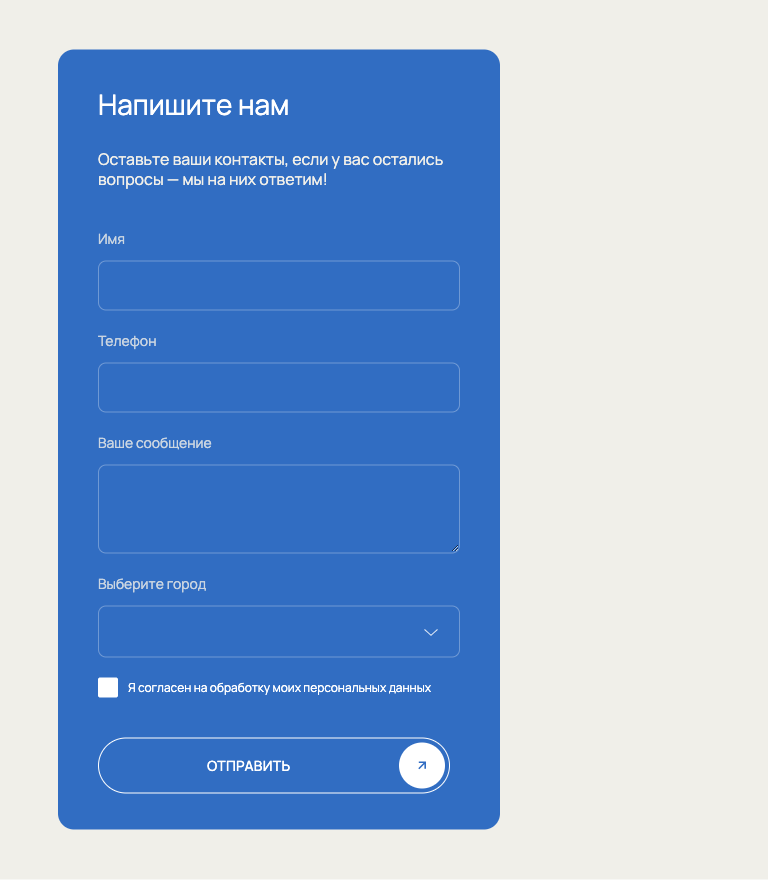 Напишите нам
Оставьте ваши контакты, если у вас остались
вопросы — мы на них ответим!
Имя
Телефон
Ваше сообщение
Выберите город
Я согласен на обработку моих персональных данных
ОТПРАВИТЬ